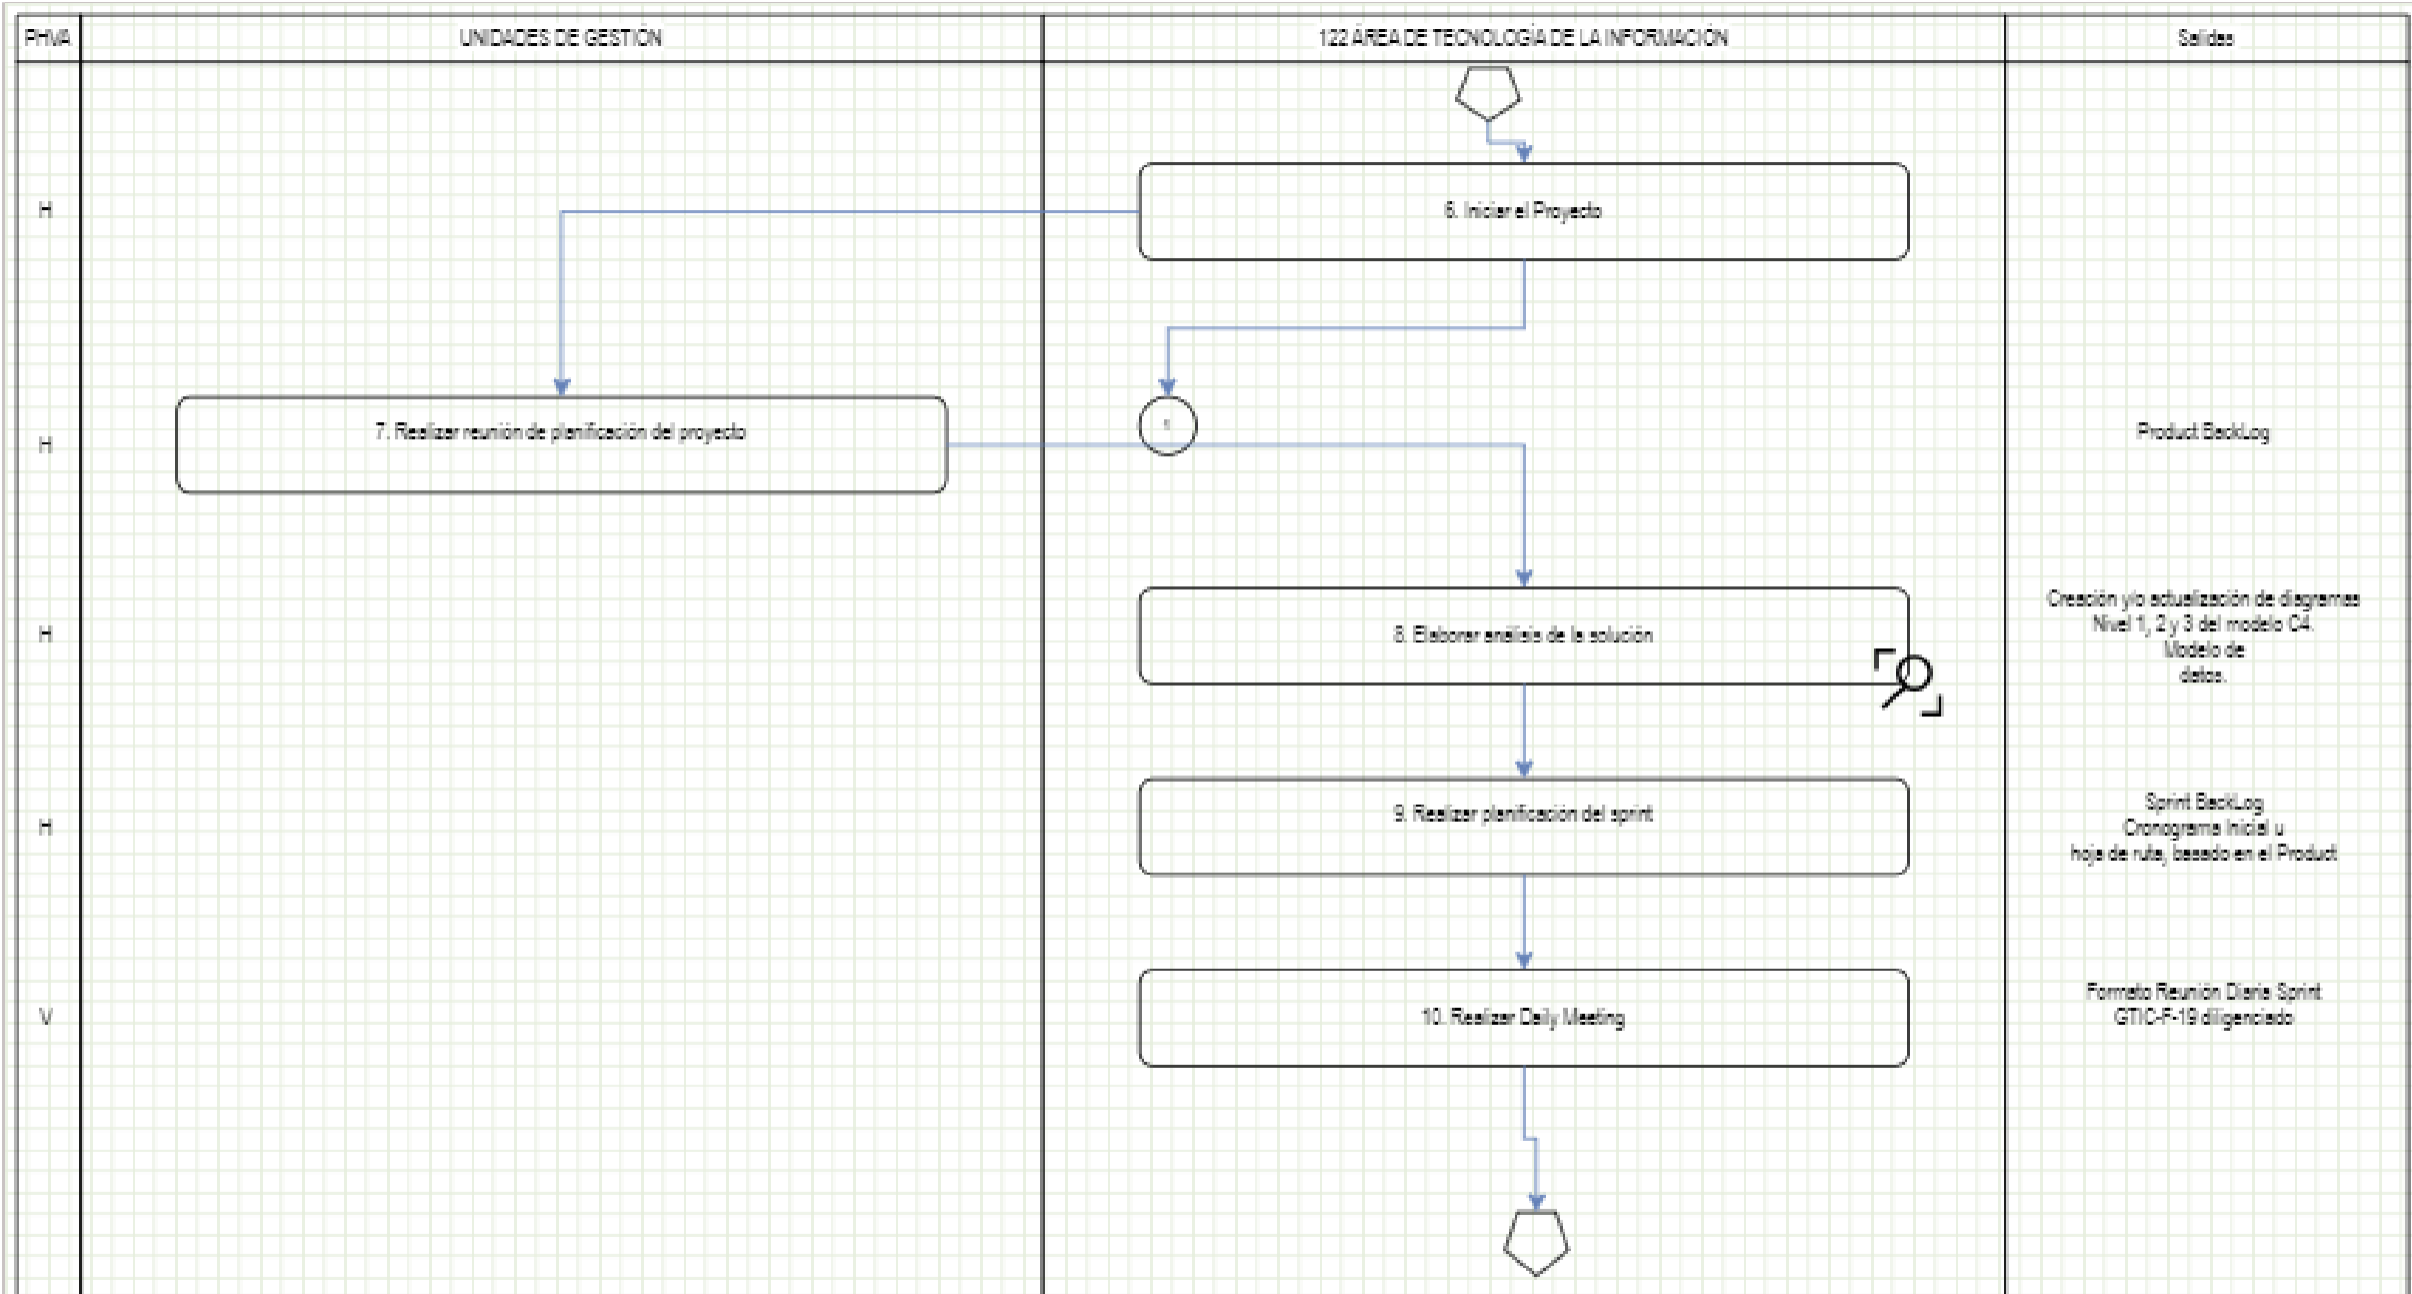 PHVA
UNIDADES DE GESTIÓN
122 ÁREA DE TECNOLOGÍA DE LA INFORMACIÓN
Salidas
H
6. Iniciar el Proyecto
H
7. Realizar reunión de planificación del proyecto
Product BackLog
H
8. Elaborar análisis de la solución
Creación y/o actualización de diagramas
Nivel 1, 2 y 3 del modelo C4.
Modelo de
datos.
H
9. Realizar planificación del sprint
Sprint BackLog
Cronograma Inicial u
hoja de ruta, basado en el Product
V
10. Realizar Daily Meeting
Formato Reunión Diaria Sprint
GTIC-F-19 diligenciado